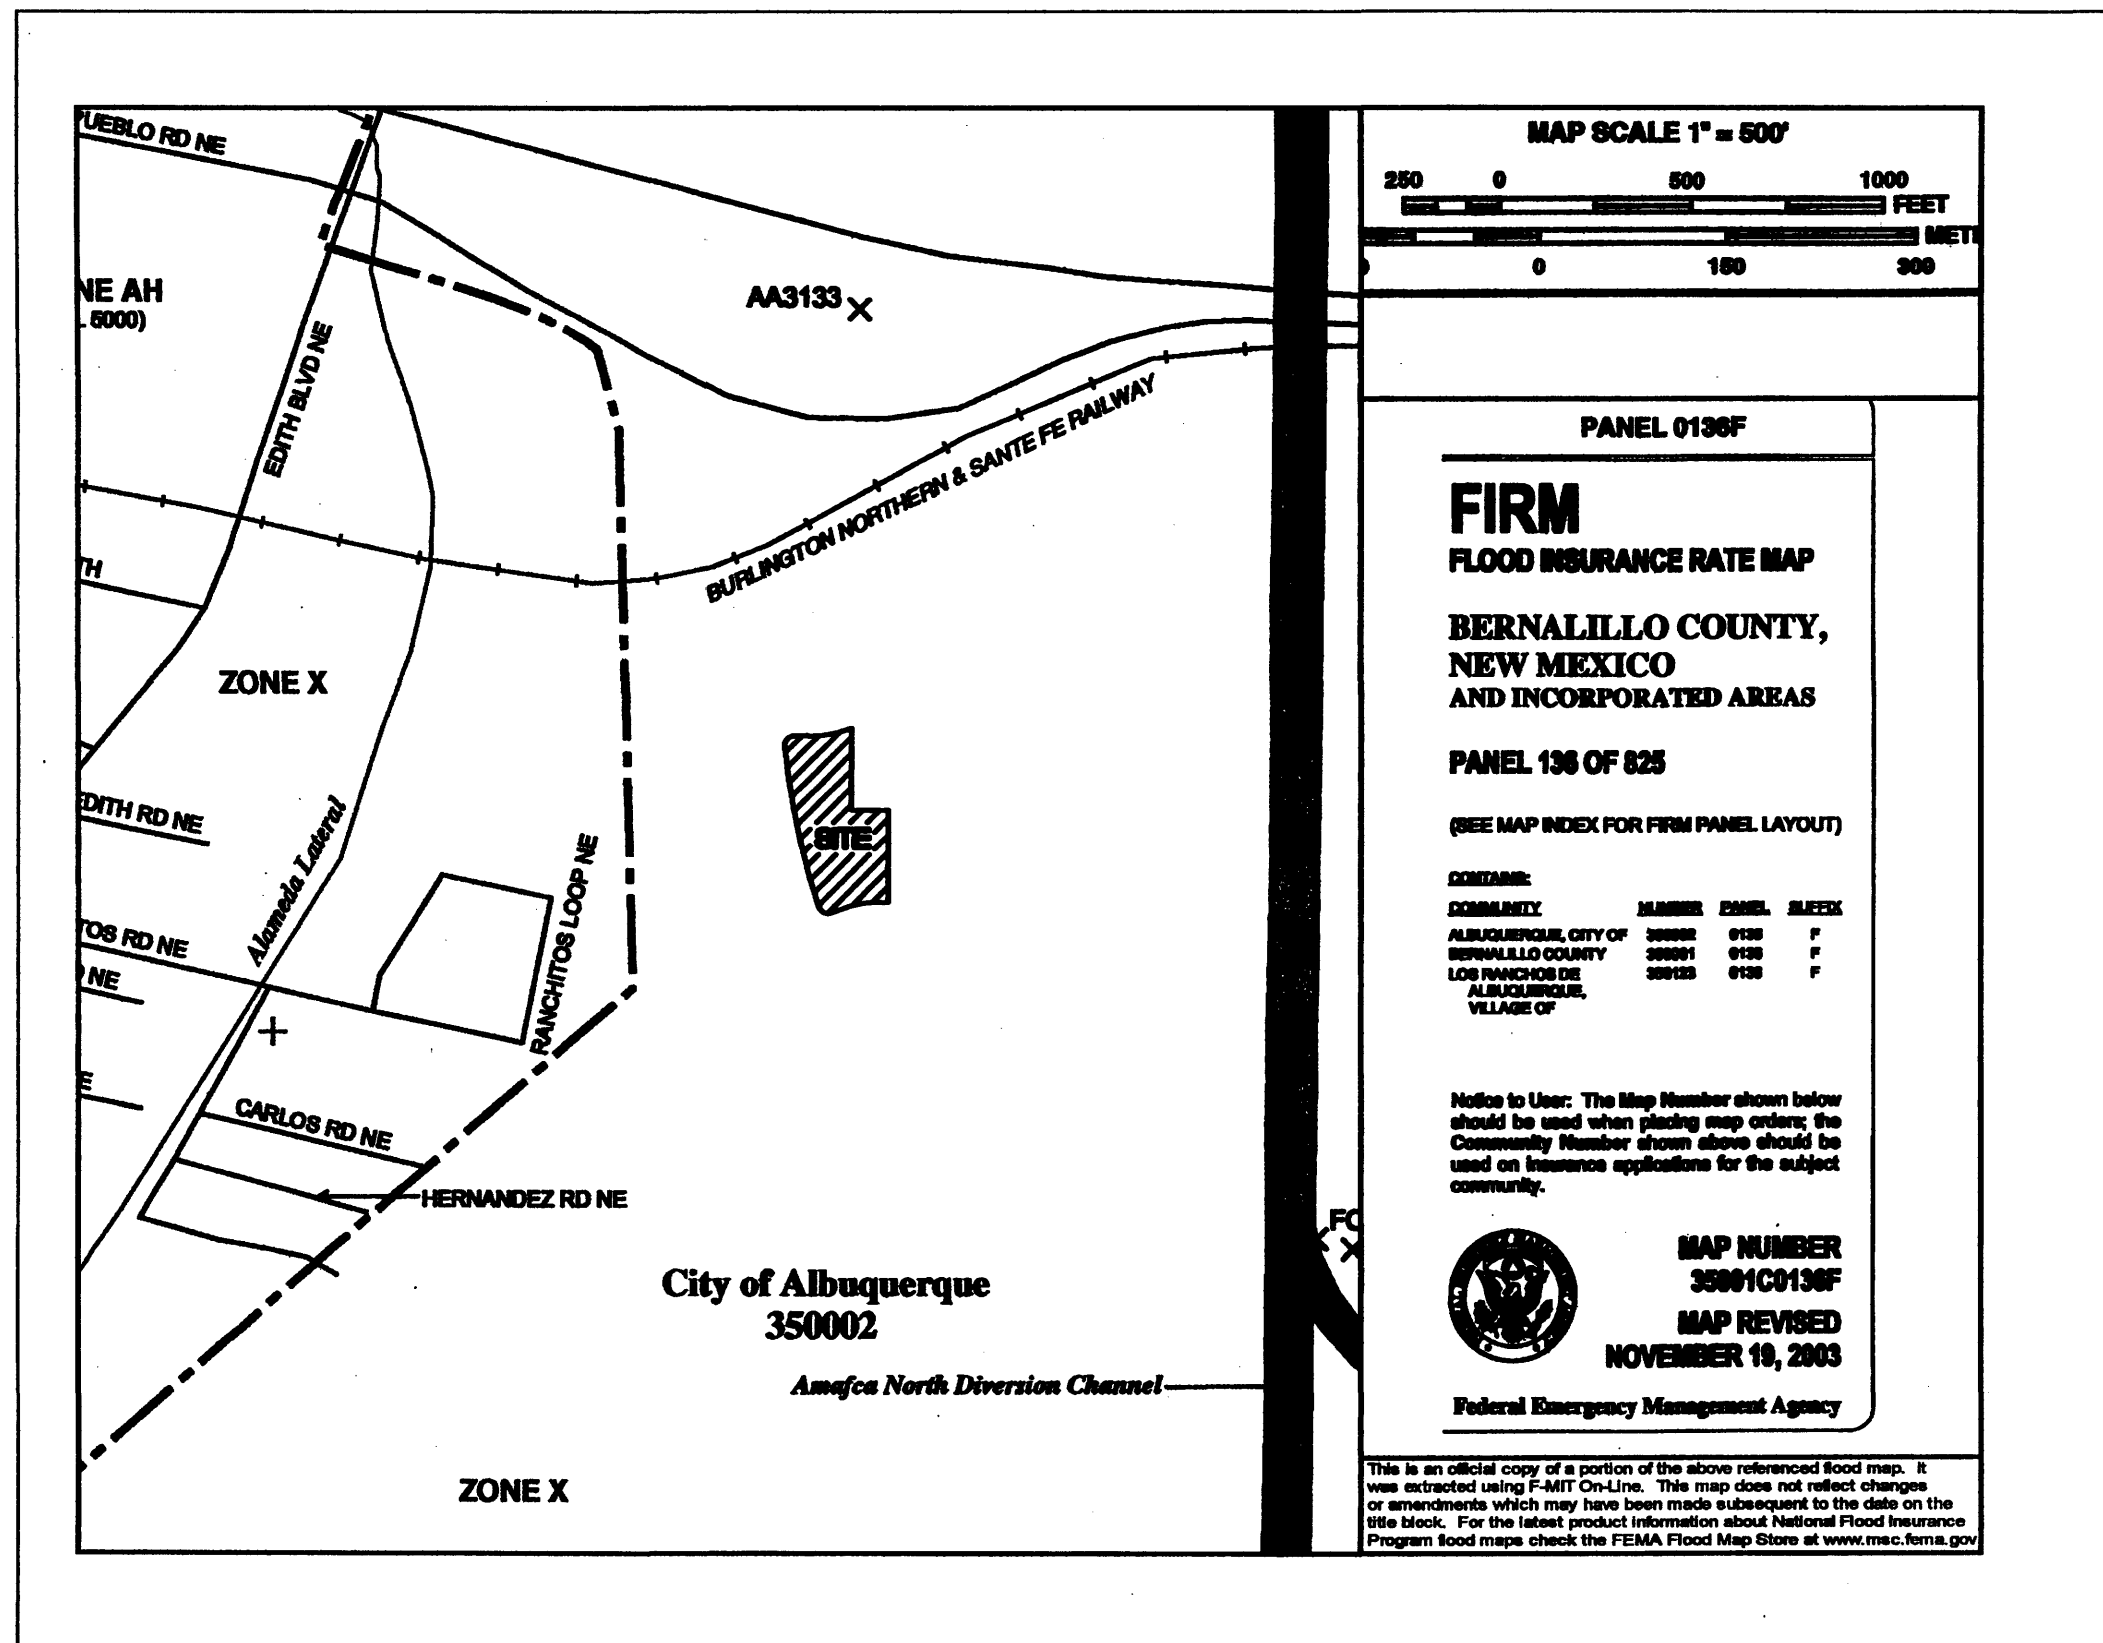 PUEBLO RD NE
NE AH
5000)
EDITH BLVD NE
AA3133
BURLINGTON NORTHERN & SANTE FE RAILWAY
TH
ZONE X
EDITH RD NE
Alameda Lateral
SITE
TOS RD NE
NE
RANCHITOS LOOP NE
E
CARLOS RD NE
HERNANDEZ RD NE
City of Albuquerque
350002
Amafca North Diversion Channel
ZONE X
FC
MAP SCALE 1" = 500'
250 0 500 1000
FEET
METE
0 150 300
PANEL 0136F
FIRM
FLOOD INSURANCE RATE MAP
BERNALILLO COUNTY,
NEW MEXICO
AND INCORPORATED AREAS
PANEL 136 OF 825
(SEE MAP INDEX FOR FIRM PANEL LAYOUT)
CONTAINS:
COMMUNITY NUMBER PANEL SUFFIX
ALBUQUERQUE, CITY OF 350002 0136 F
BERNALILLO COUNTY 350001 0136 F
LOS RANCHOS DE 350123 0136 F
ALBUQUERQUE,
VILLAGE OF
Notice to User: The Map Number shown below
should be used when placing map orders; the
Community Number shown above should be
used on insurance applications for the subject
community.
MAP NUMBER
35001C0136F
MAP REVISED
NOVEMBER 19, 2003
Federal Emergency Management Agency
This is an official copy of a portion of the above referenced flood map. It
was extracted using F-MIT On-Line. This map does not reflect changes
or amendments which may have been made subsequent to the date on the
title block. For the latest product information about National Flood Insurance
Program flood maps check the FEMA Flood Map Store at www.msc.fema.gov